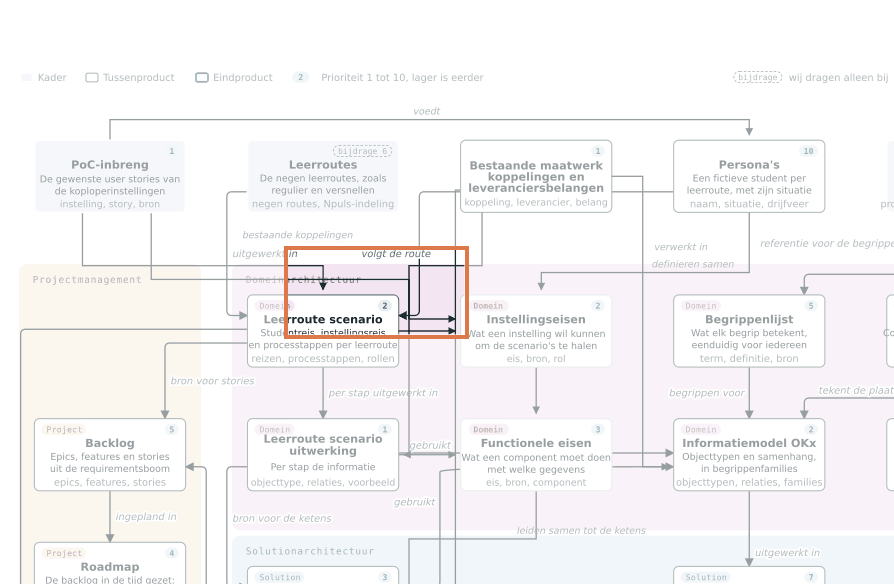 Kader
Tussenproduct
Eindproduct
2 Prioriteit 1 tot 10, lager is eerder
bijdrage wij dragen alleen bij
voedt
1
PoC-inbreng
De gewenste user stories van
de koploperinstellingen
instelling, story, bron
bijdrage 6
Leerroutes
De negen leerroutes, zoals
regulier en versnellen
negen routes, Npuls-indeling
1
Bestaande maatwerk
koppelingen en
leveranciersbelangen
koppeling, leverancier, belang
10
Persona's
Een fictieve student per
leerroute, met zijn situatie
naam, situatie, drijfveer
bestaande koppelingen
uitgewerkt in
volgt de route
verwerkt in
referentie voor de begrippe
definieren samen
Projectmanagement
Domeinarchitectuur
Domein 2
Leerroute scenario
Studentreis, instellingsreis
en processtappen per leerroute
reizen, processtappen, rollen
Domein 2
Instellingseisen
Wat een instelling wil kunnen
om de scenario's te halen
eis, bron, rol
Domein 5
Begrippenlijst
Wat elk begrip betekent,
eenduidig voor iedereen
term, definitie, bron
bron voor stories
per stap uitgewerkt in
begrippen voor
tekent de plaat
Project 5
Backlog
Epics, features en stories
uit de requirementsboom
epics, features, stories
Domein 1
Leerroute scenario
uitwerking
Per stap de informatie
objecttype, relaties, voorbeeld
gebruikt
Domein 3
Functionele eisen
Wat een component moet doen
met welke gegevens
eis, bron, component
Domein 2
Informatiemodel OKx
Objecttypen en samenhang,
in begrippenfamilies
objecttypen, relaties, families
gebruikt
ingepland in
bron voor de ketens
leiden samen tot de ketens
Solutionarchitectuur
uitgewerkt in
Project 4
Roadmap
De backlog in de tijd gezet:
Solution 3
Solution 7